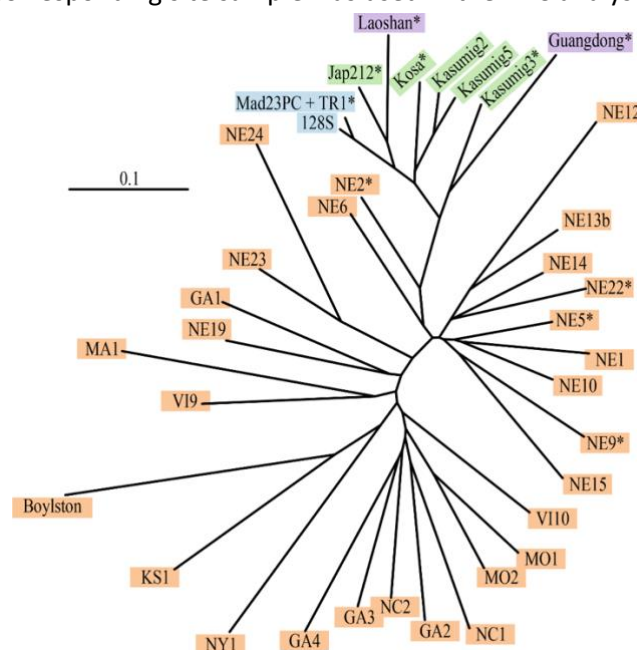 Laoshan*
Guangdong*
Jap212*
Kosa*
Kasumig2
Kasumig5
Kasumig3*
Mad23PC + TR1*
128S
NE12
NE24
0.1
NE2*
NE6
NE13b
NE23
NE14
NE22*
GA1
NE5*
NE19
MA1
NE1
NE10
VI9
NE9*
NE15
Boylston
VI10
MO1
KS1
MO2
GA3
NC2
GA2
NC1
NY1
GA4